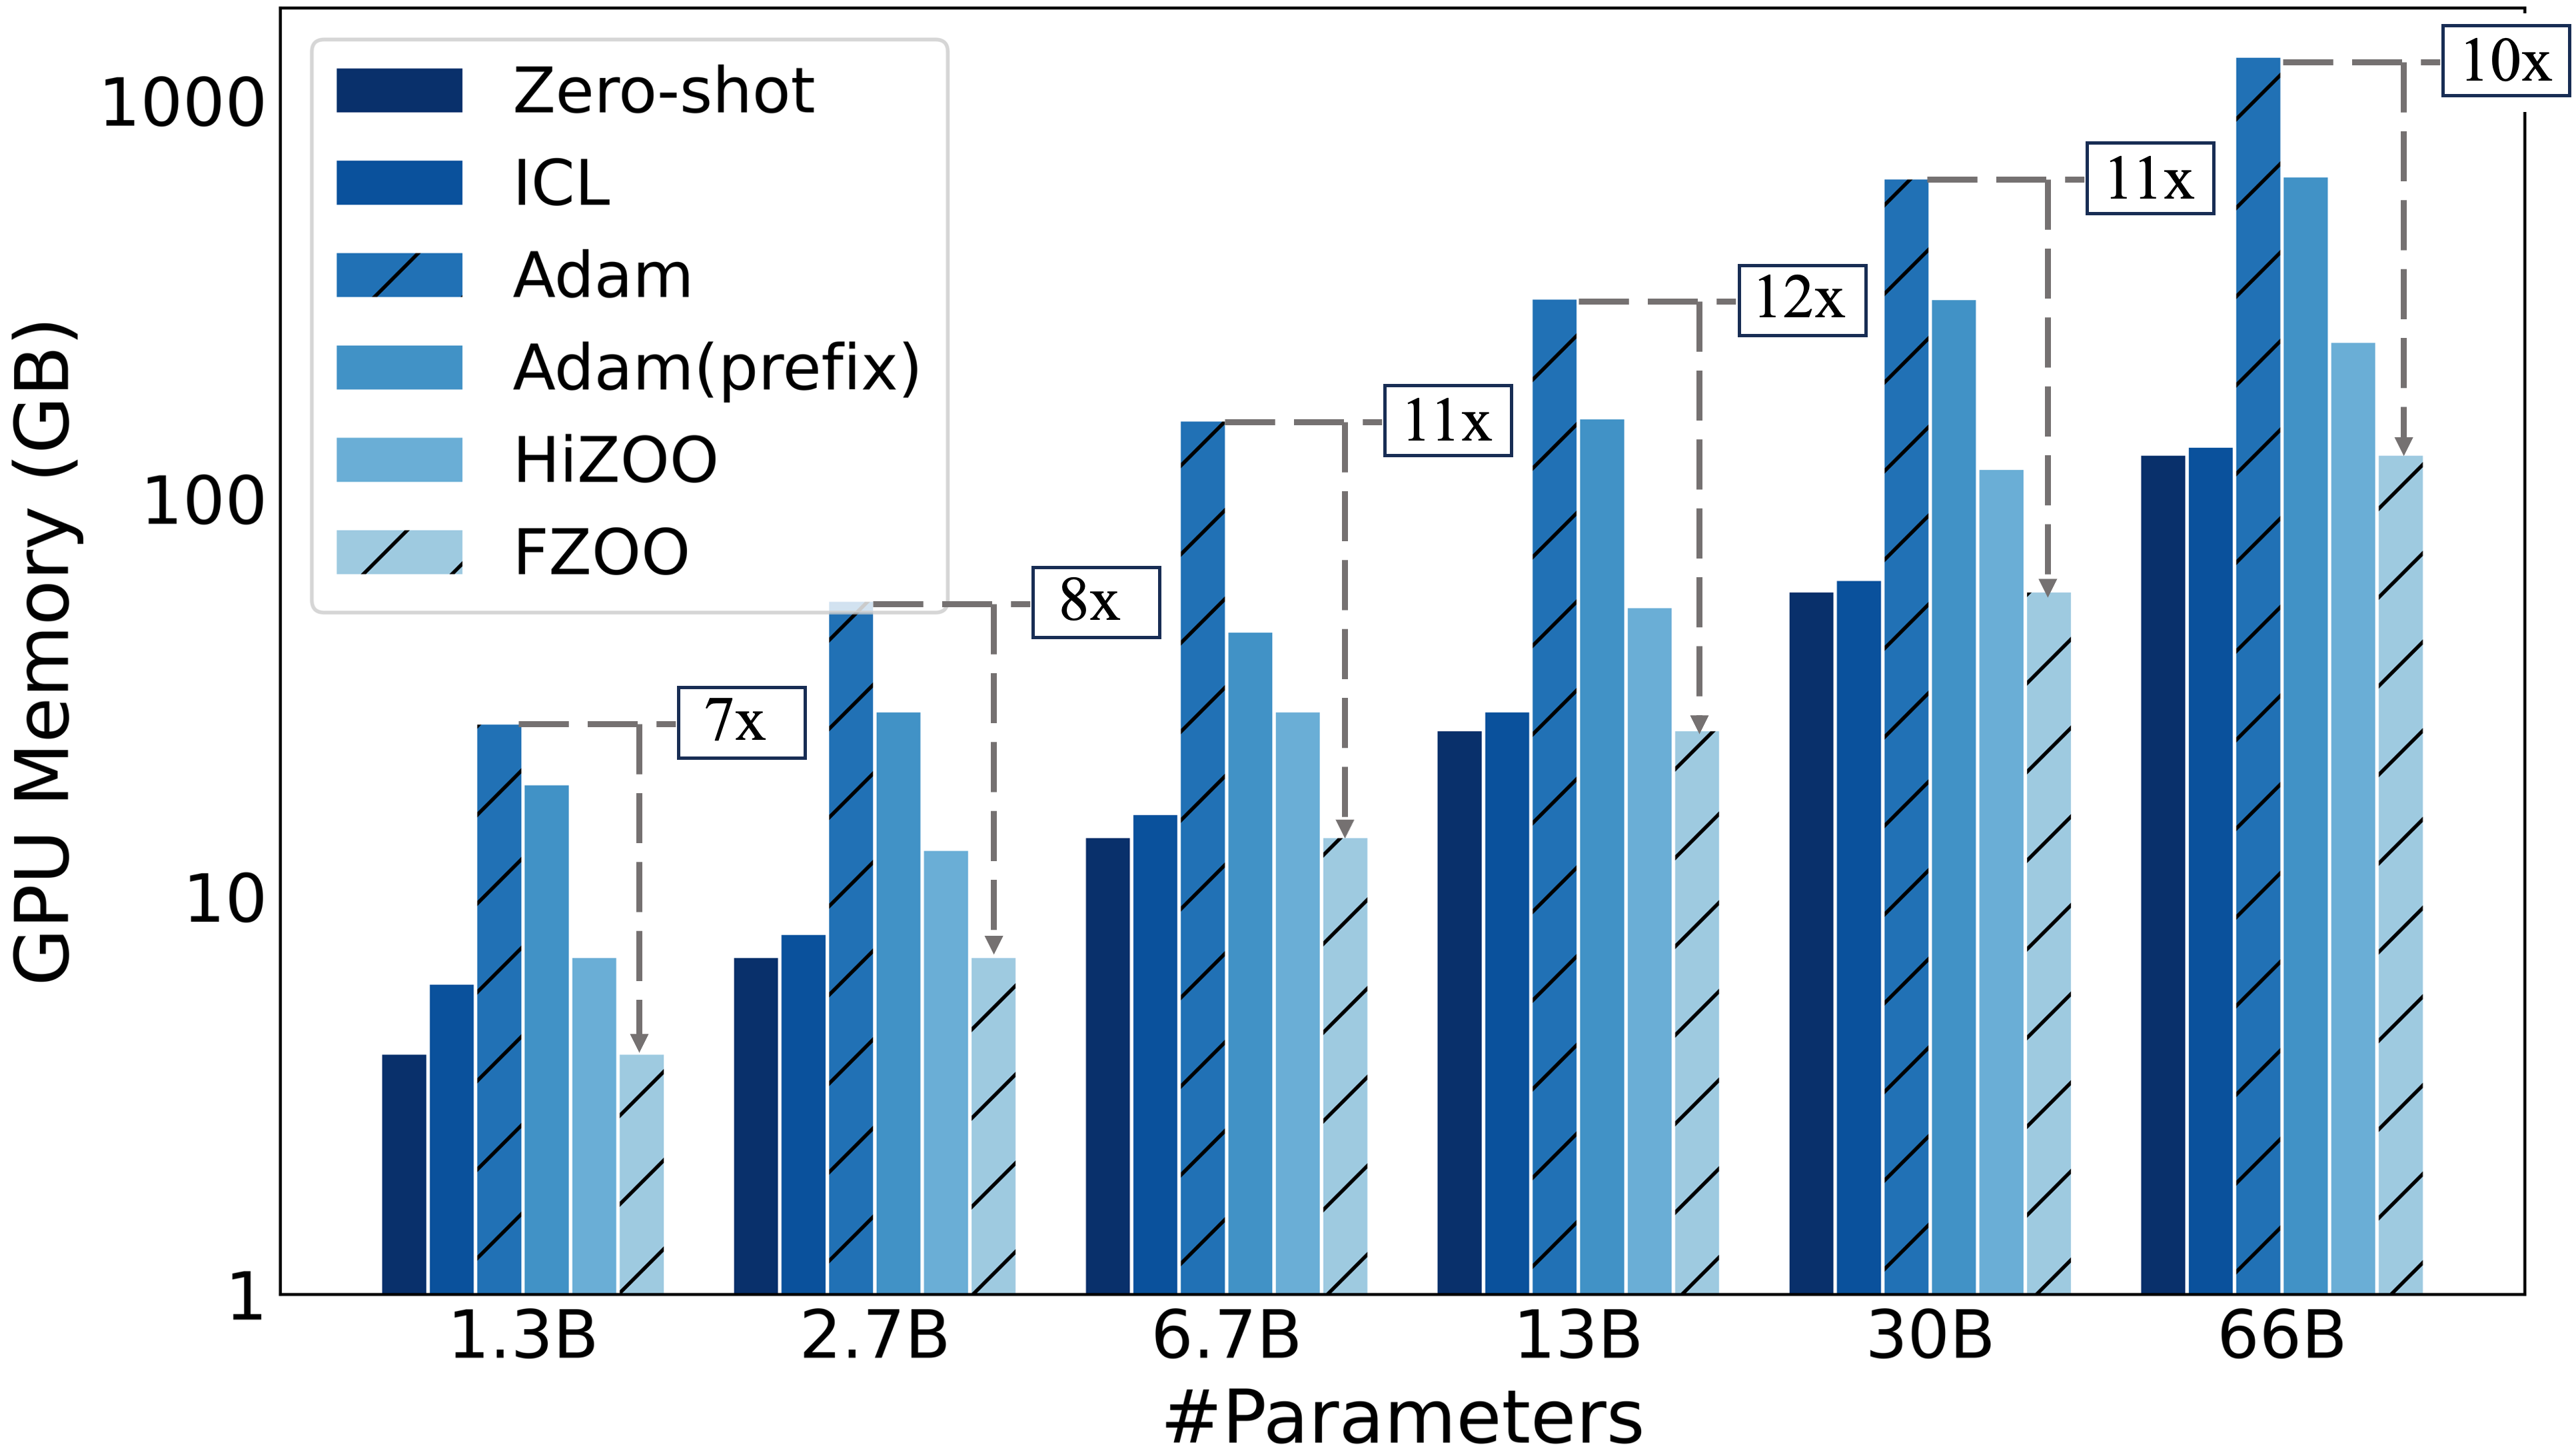 GPU Memory (GB)
1000
100
10
1
Zero-shot
ICL
Adam
Adam(prefix)
HiZOO
FZOO
7x
8x
11x
12x
11x
10x
1.3B
2.7B
6.7B
13B
30B
66B
#Parameters